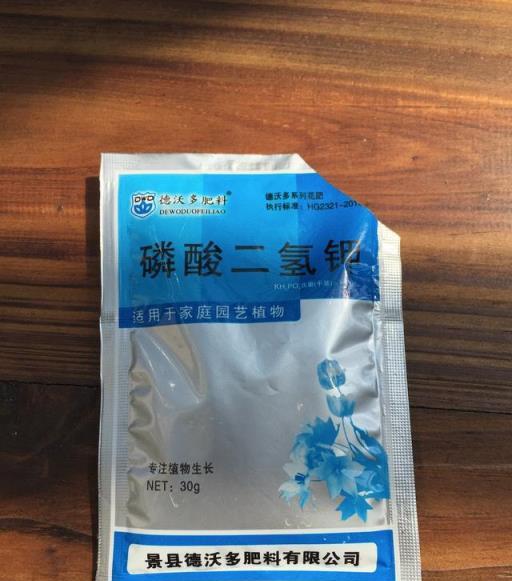 德沃多肥料®
DEWODUOFEILIAO
德沃多系列花肥
执行标准：HG2321-201
磷酸二氢钾
KH₂PO₄
适用于家庭园艺植物
专注植物生长
NET：30g
景县德沃多肥料有限公司